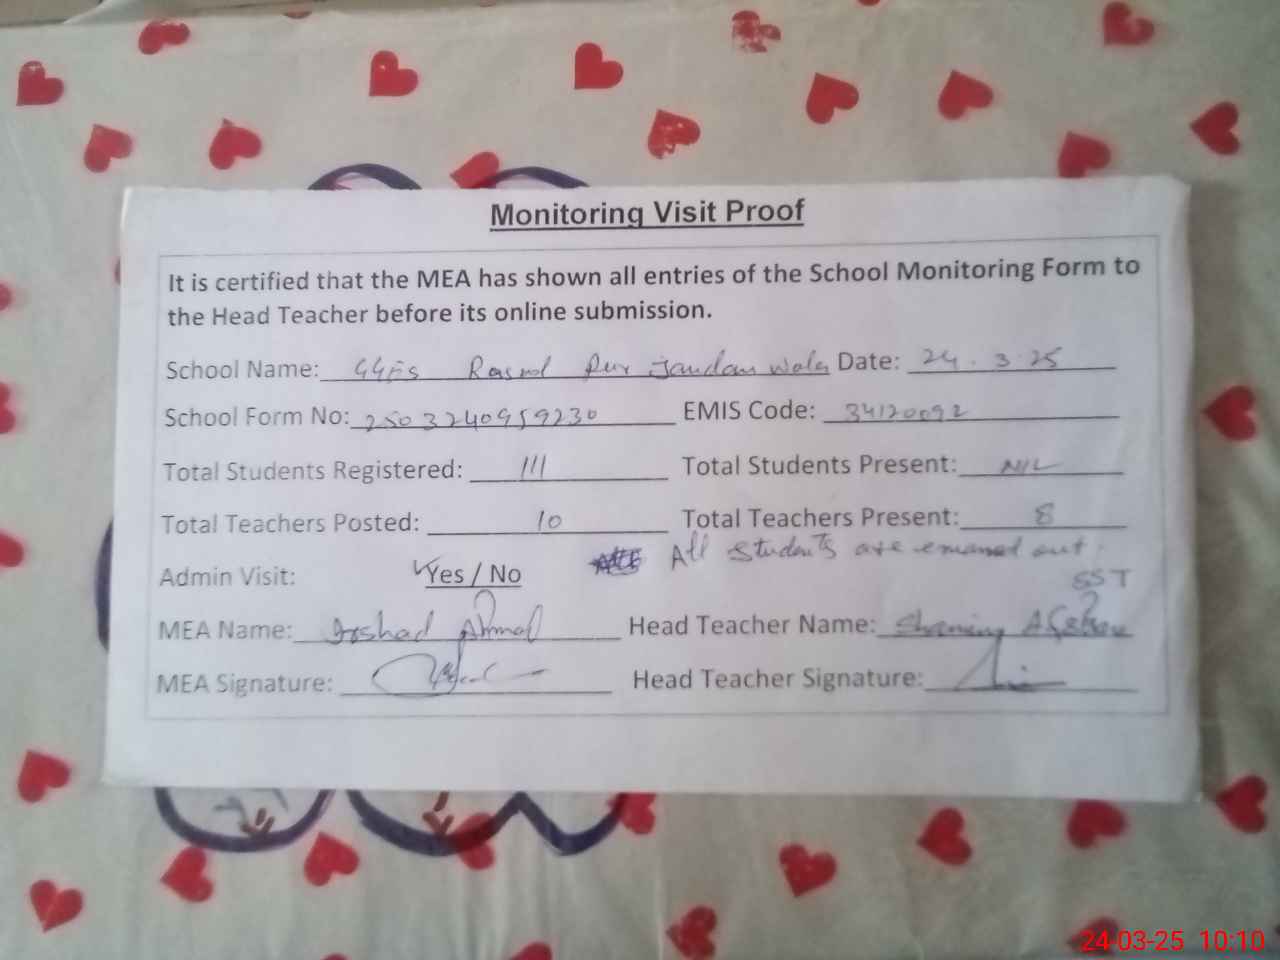 Monitoring Visit Proof
It is certified that the MEA has shown all entries of the School Monitoring Form to
the Head Teacher before its online submission.
School Name: GGES Rasul Pur Jandan wala Date: 24.3.25
School Form No: 2503240959230 EMIS Code: 34120092
Total Students Registered: 111 Total Students Present: NIL
Total Teachers Posted: 10 Total Teachers Present: 8
All Students are out.
Admin Visit: Yes / No
SST
MEA Name: Irshad Ahmad Head Teacher Name:
MEA Signature: Head Teacher Signature:
24-03-25 10:10